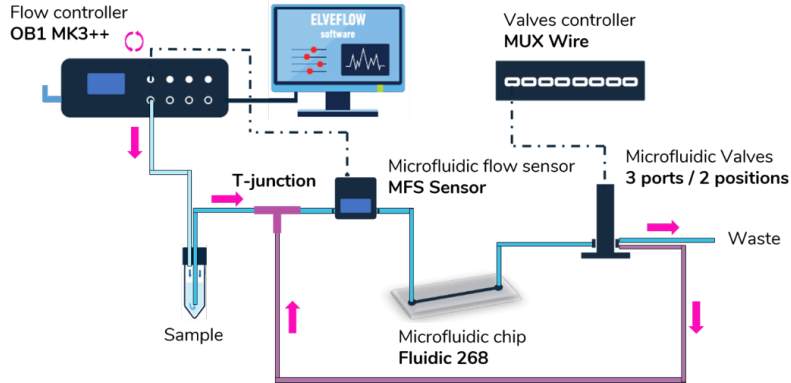 Flow controller
OB1 MK3++
ELVEFLOW
software
Valves controller
MUX Wire
Microfluidic flow sensor
MFS Sensor
T-junction
Microfluidic Valves
3 ports / 2 positions
Waste
Sample
Microfluidic chip
Fluidic 268